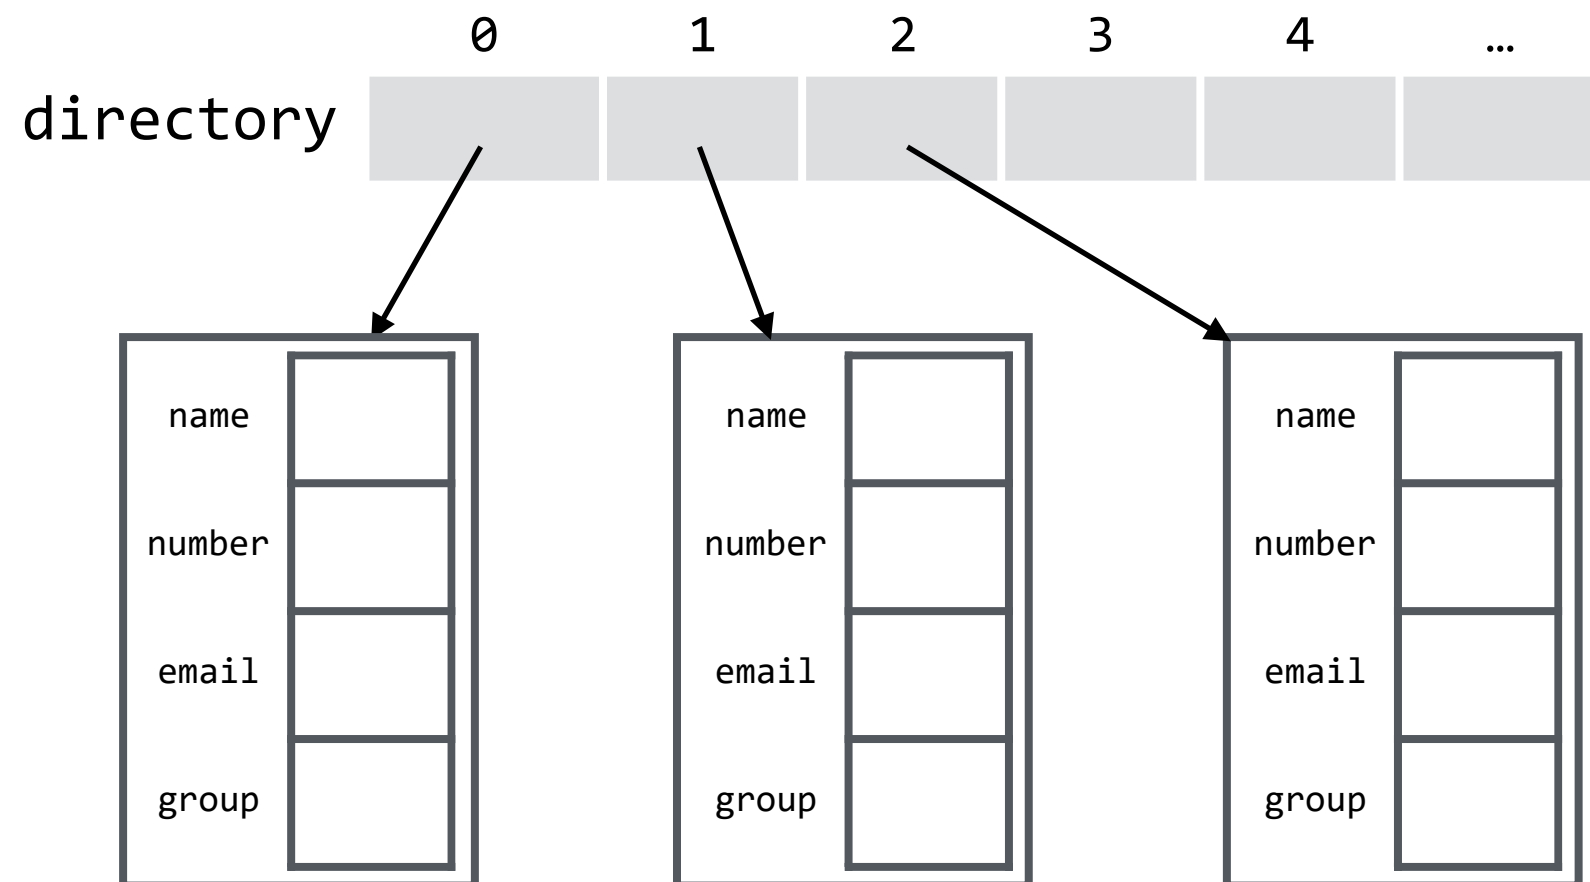 0 1 2 3 4 …
directory
name name name
number number number
email email email
group group group